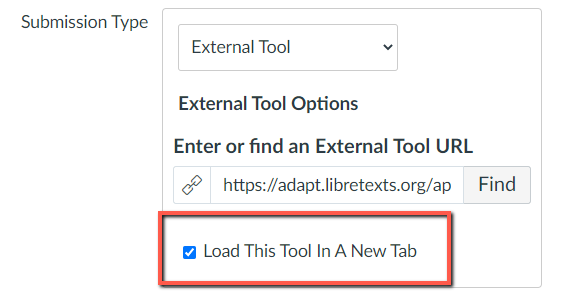 Submission Type
External Tool
External Tool Options
Enter or find an External Tool URL
https://adapt.libretexts.org/ap Find
Load This Tool In A New Tab